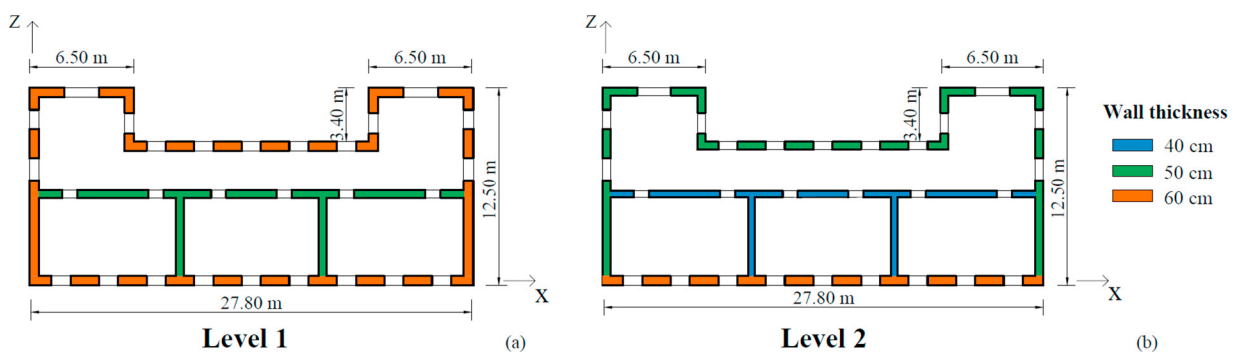 Z
6.50 m
6.50 m
3.40 m
12.50 m
X
27.80 m
Level 1
(a)
Z
6.50 m
6.50 m
3.40 m
12.50 m
X
27.80 m
Level 2
(b)
Wall thickness
40 cm
50 cm
60 cm